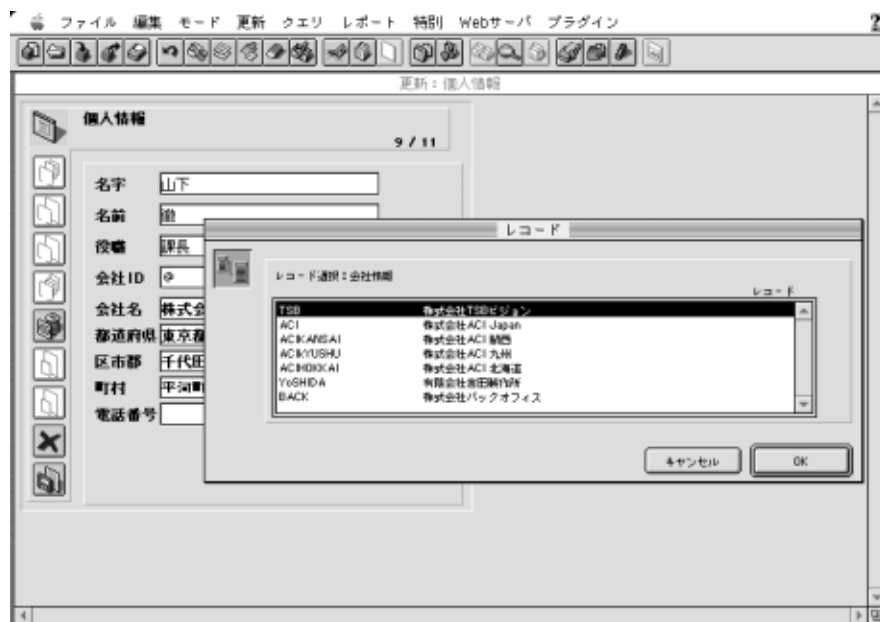 ファイル 編集 モード 更新 クエリ レポート 特別 Webサーバ プラグイン ?
更新：個人情報
個人情報
9 / 11
名字 山下
名前 徹
役職 課長
会社ID @
会社名 株式会
都道府県 東京都
区市郡 千代田
町村 平河町
電話番号
レコード
レコード選択：会社情報
レコード
TSB 株式会社TSBビジョン
ACI 株式会社ACI Japan
ACIKANSAI 株式会社ACI 関西
ACIKYUSHU 株式会社ACI 九州
ACIHOKKAI 株式会社ACI 北海道
YoSHIDA 有限会社吉田製作所
BACK 株式会社バックオフィス
キャンセル OK